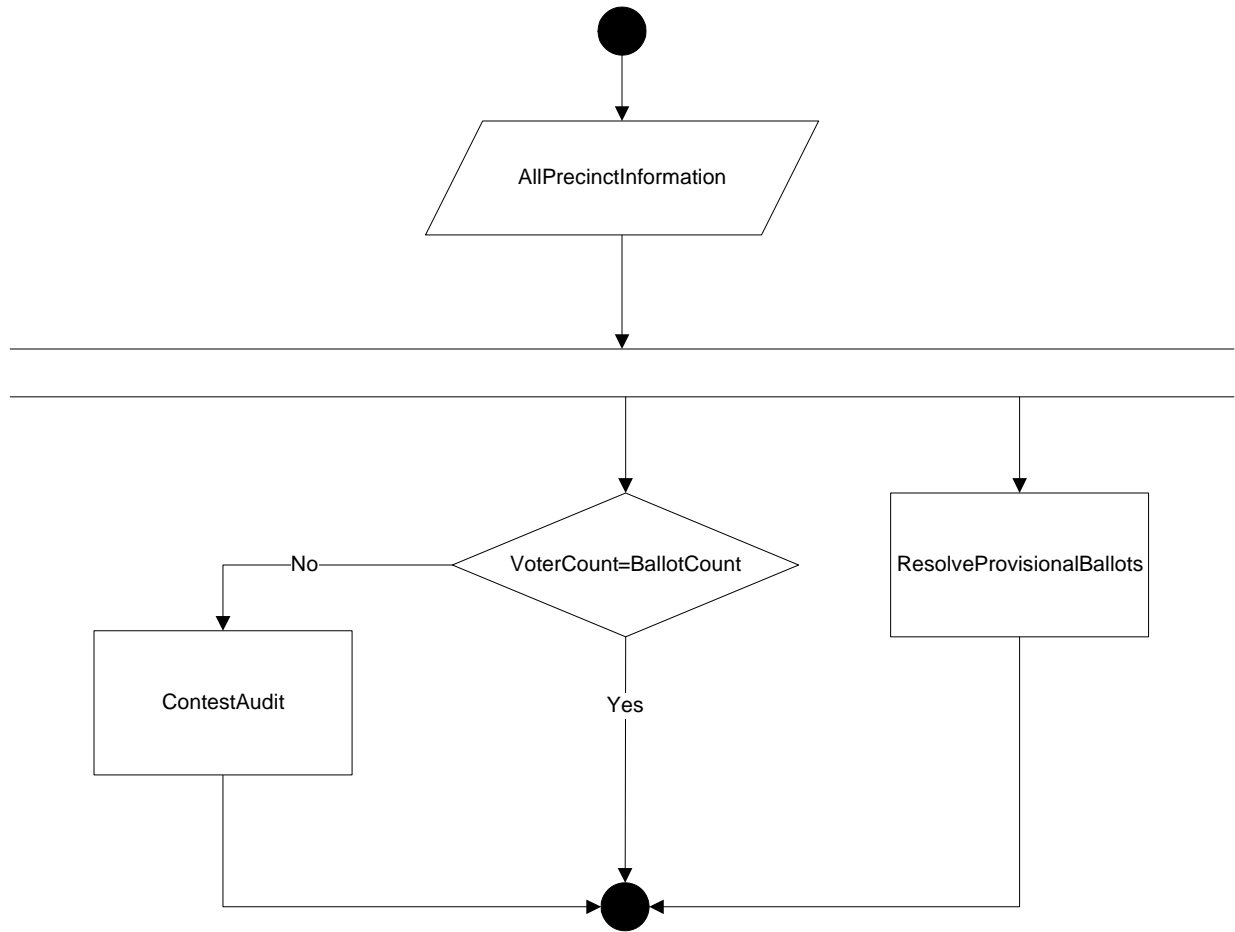 AllPrecinctInformation
VoterCount=BallotCount
ResolveProvisionalBallots
No
ContestAudit
Yes